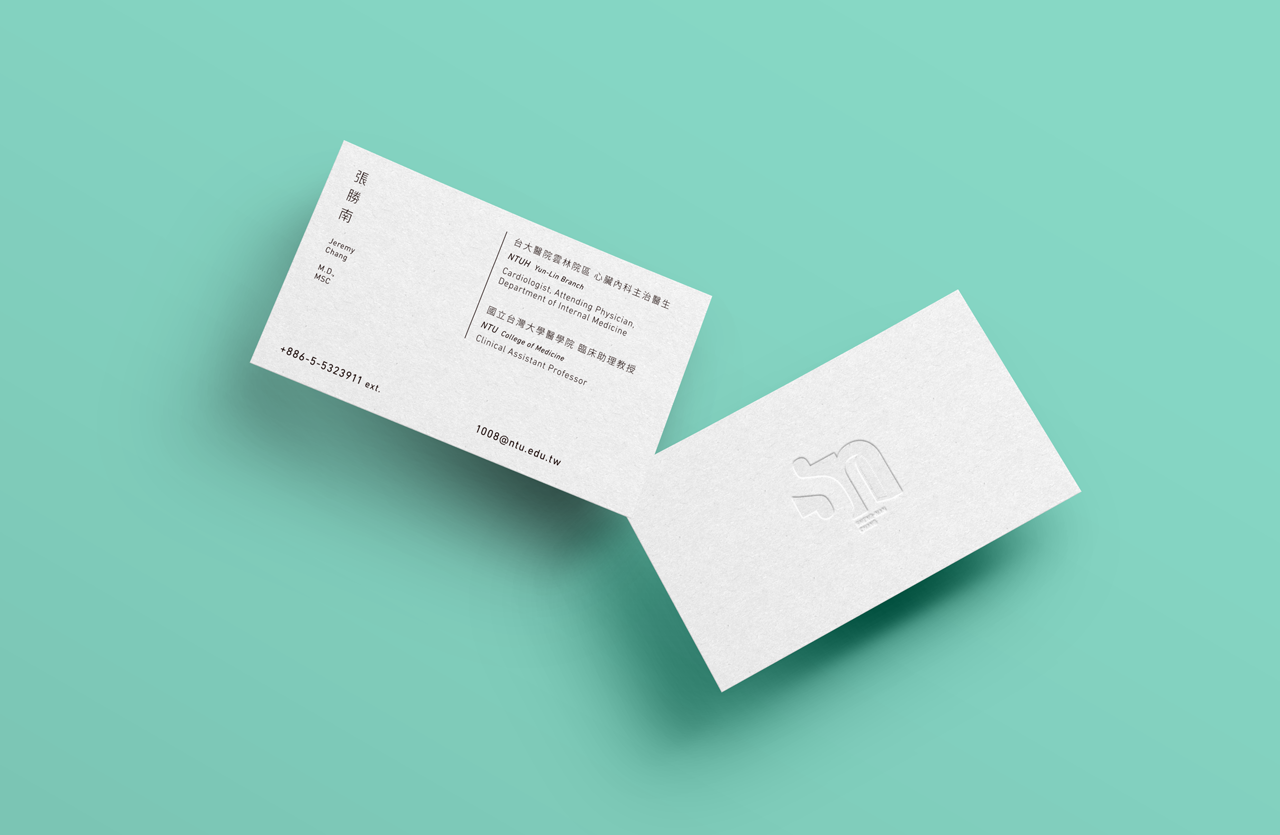 張勝南
Jeremy
Chang
M.D.,
MSC
台大醫院雲林院區 心臟內科主治醫生
NTUH Yun-Lin Branch
Cardiologist, Attending Physician,
Department of Internal Medicine
國立台灣大學醫學院 臨床助理教授
NTU College of Medicine
Clinical Assistant Professor
+886-5-5323911 ext.
1008@ntu.edu.tw
sn